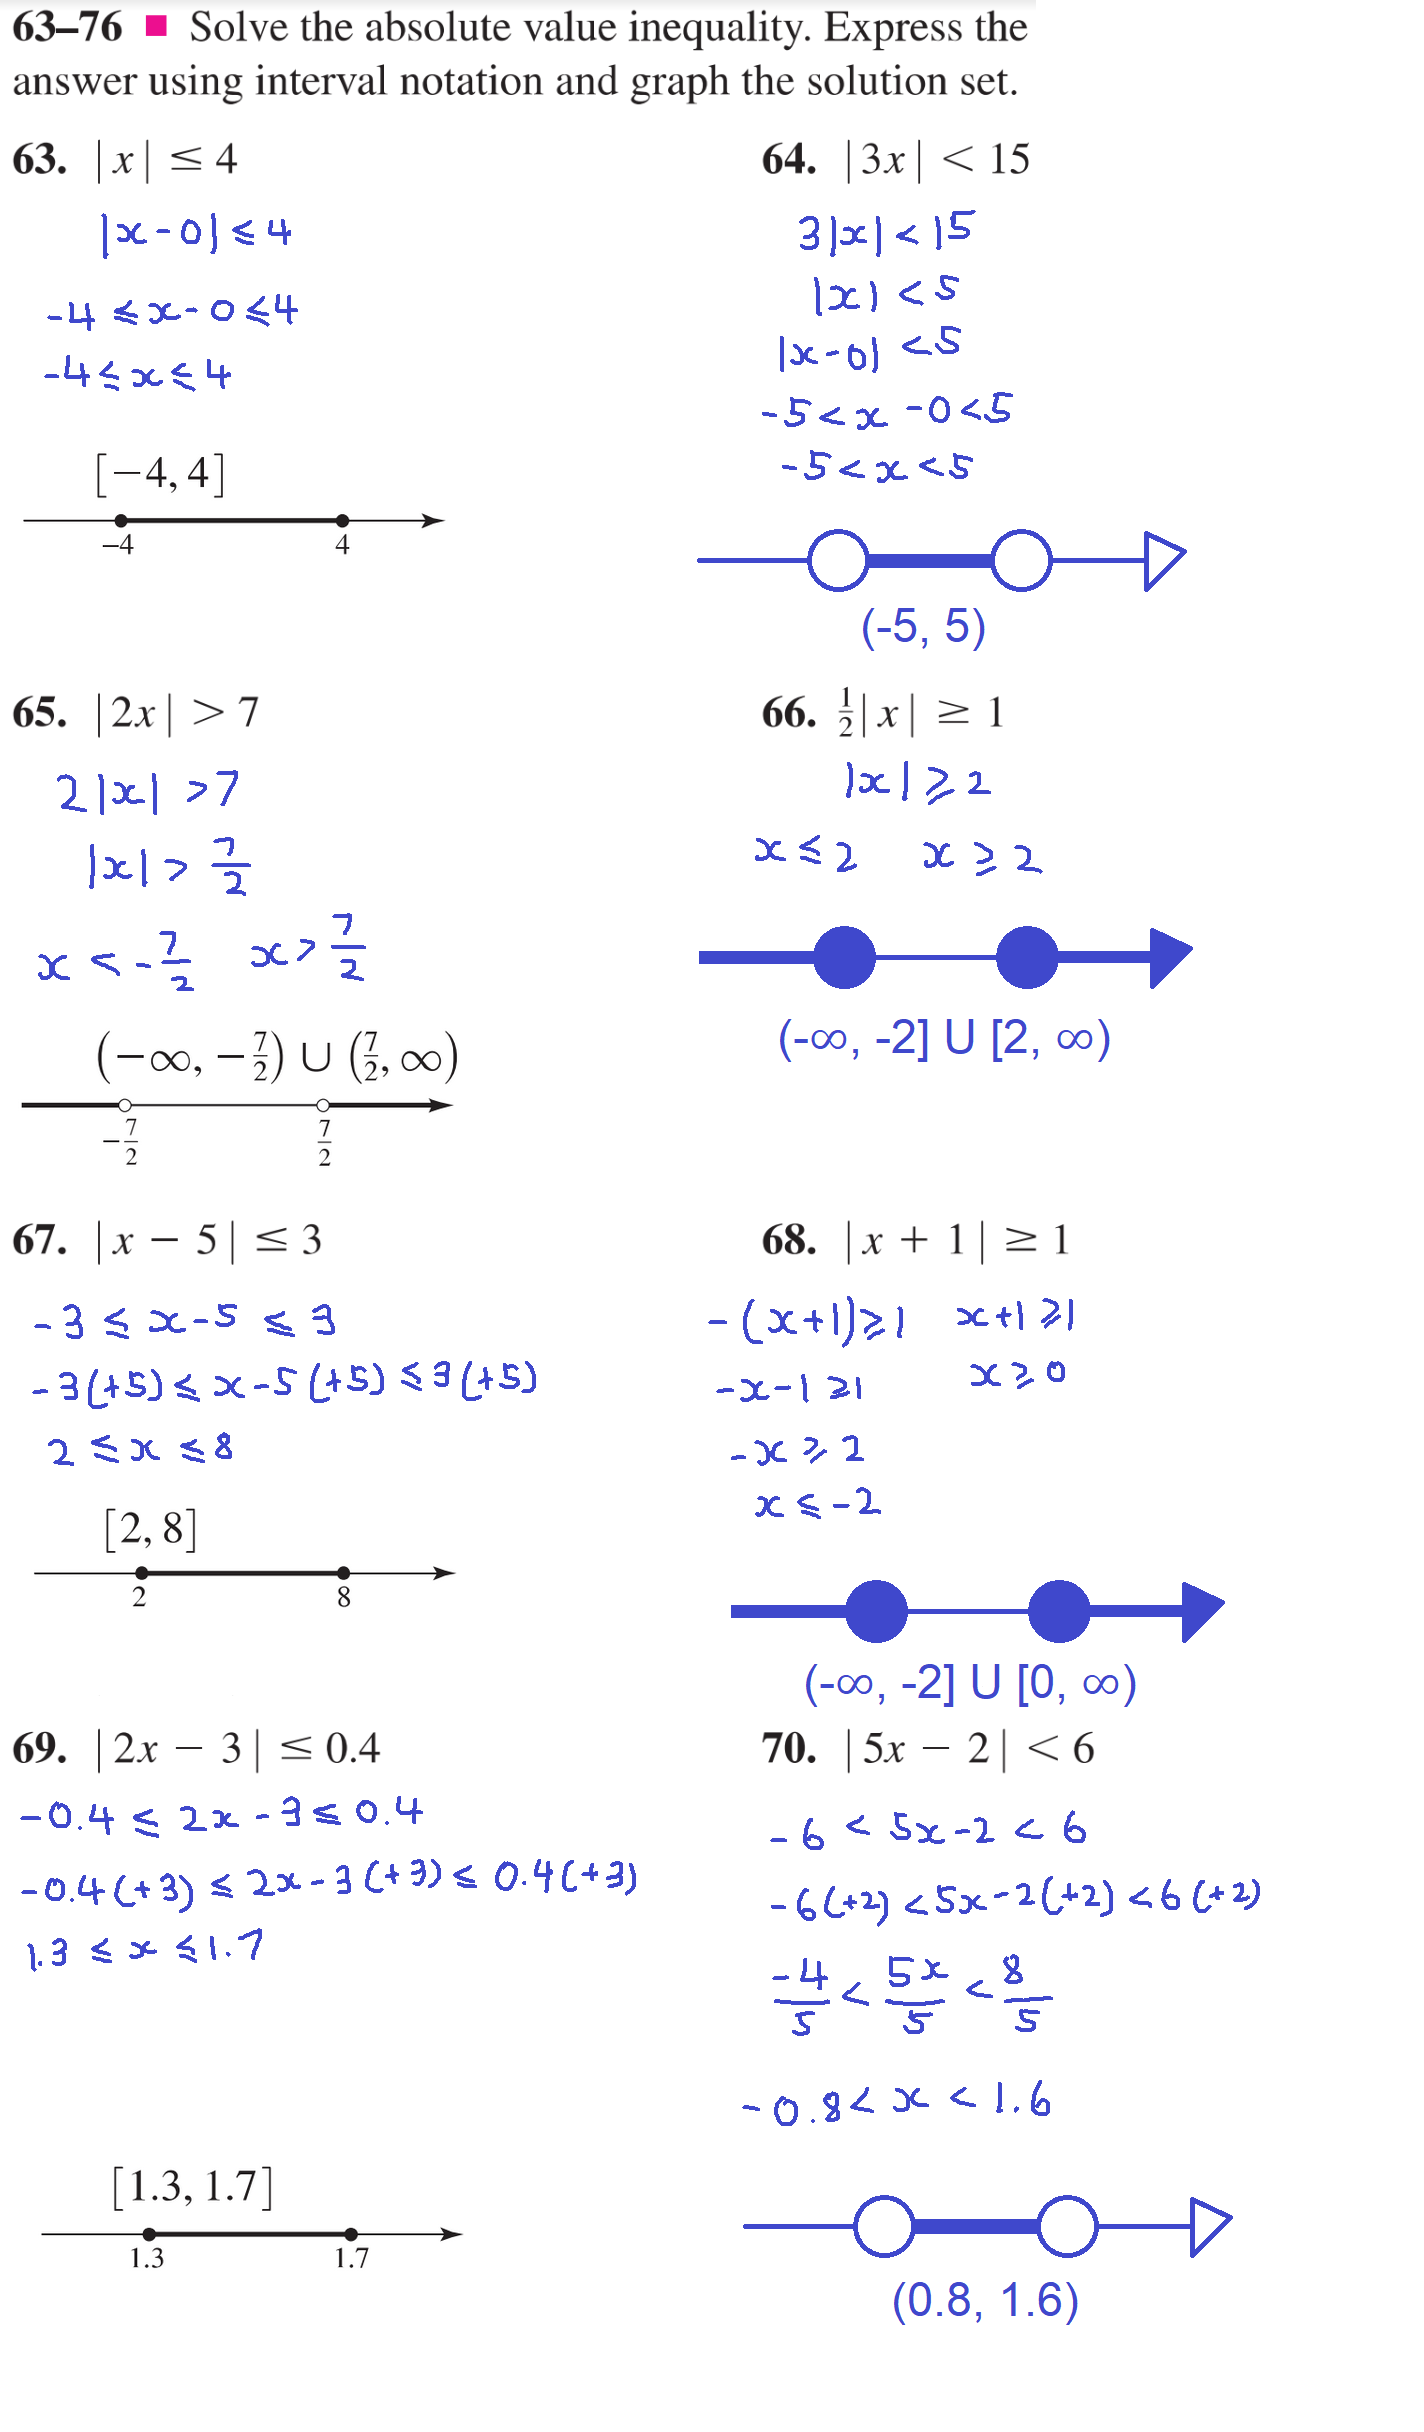 63–76 ■ Solve the absolute value inequality. Express the
answer using interval notation and graph the solution set.
63. |x| ≤ 4
|x-0| ≤ 4
-4 ≤ x-0 ≤ 4
-4 ≤ x ≤ 4
[−4, 4]
−4 4
64. |3x| < 15
3|x| < 15
|x| < 5
|x-0| < 5
-5 < x -0 < 5
-5 < x < 5
(-5, 5)
65. |2x| > 7
2|x| > 7
|x| > 7/2
x < -7/2 x > 7/2
(−∞, −7/2) ∪ (7/2, ∞)
−7/2 7/2
66. 1/2|x| ≥ 1
|x| ≥ 2
x ≤ 2 x ≥ 2
(-∞, -2] U [2, ∞)
67. |x − 5| ≤ 3
-3 ≤ x-5 ≤ 3
-3(+5) ≤ x-5(+5) ≤ 3(+5)
2 ≤ x ≤ 8
[2, 8]
2 8
68. |x + 1| ≥ 1
-(x+1) ≥ 1 x+1 ≥ 1
-x-1 ≥ 1 x ≥ 0
-x ≥ 2
x ≤ -2
(-∞, -2] U [0, ∞)
69. |2x − 3| ≤ 0.4
-0.4 ≤ 2x-3 ≤ 0.4
-0.4(+3) ≤ 2x-3(+3) ≤ 0.4(+3)
1.3 ≤ x ≤ 1.7
[1.3, 1.7]
1.3 1.7
70. |5x − 2| < 6
-6 < 5x-2 < 6
-6(+2) < 5x-2(+2) < 6(+2)
-4/5 < 5x/5 < 8/5
-0.8 < x < 1.6
(0.8, 1.6)